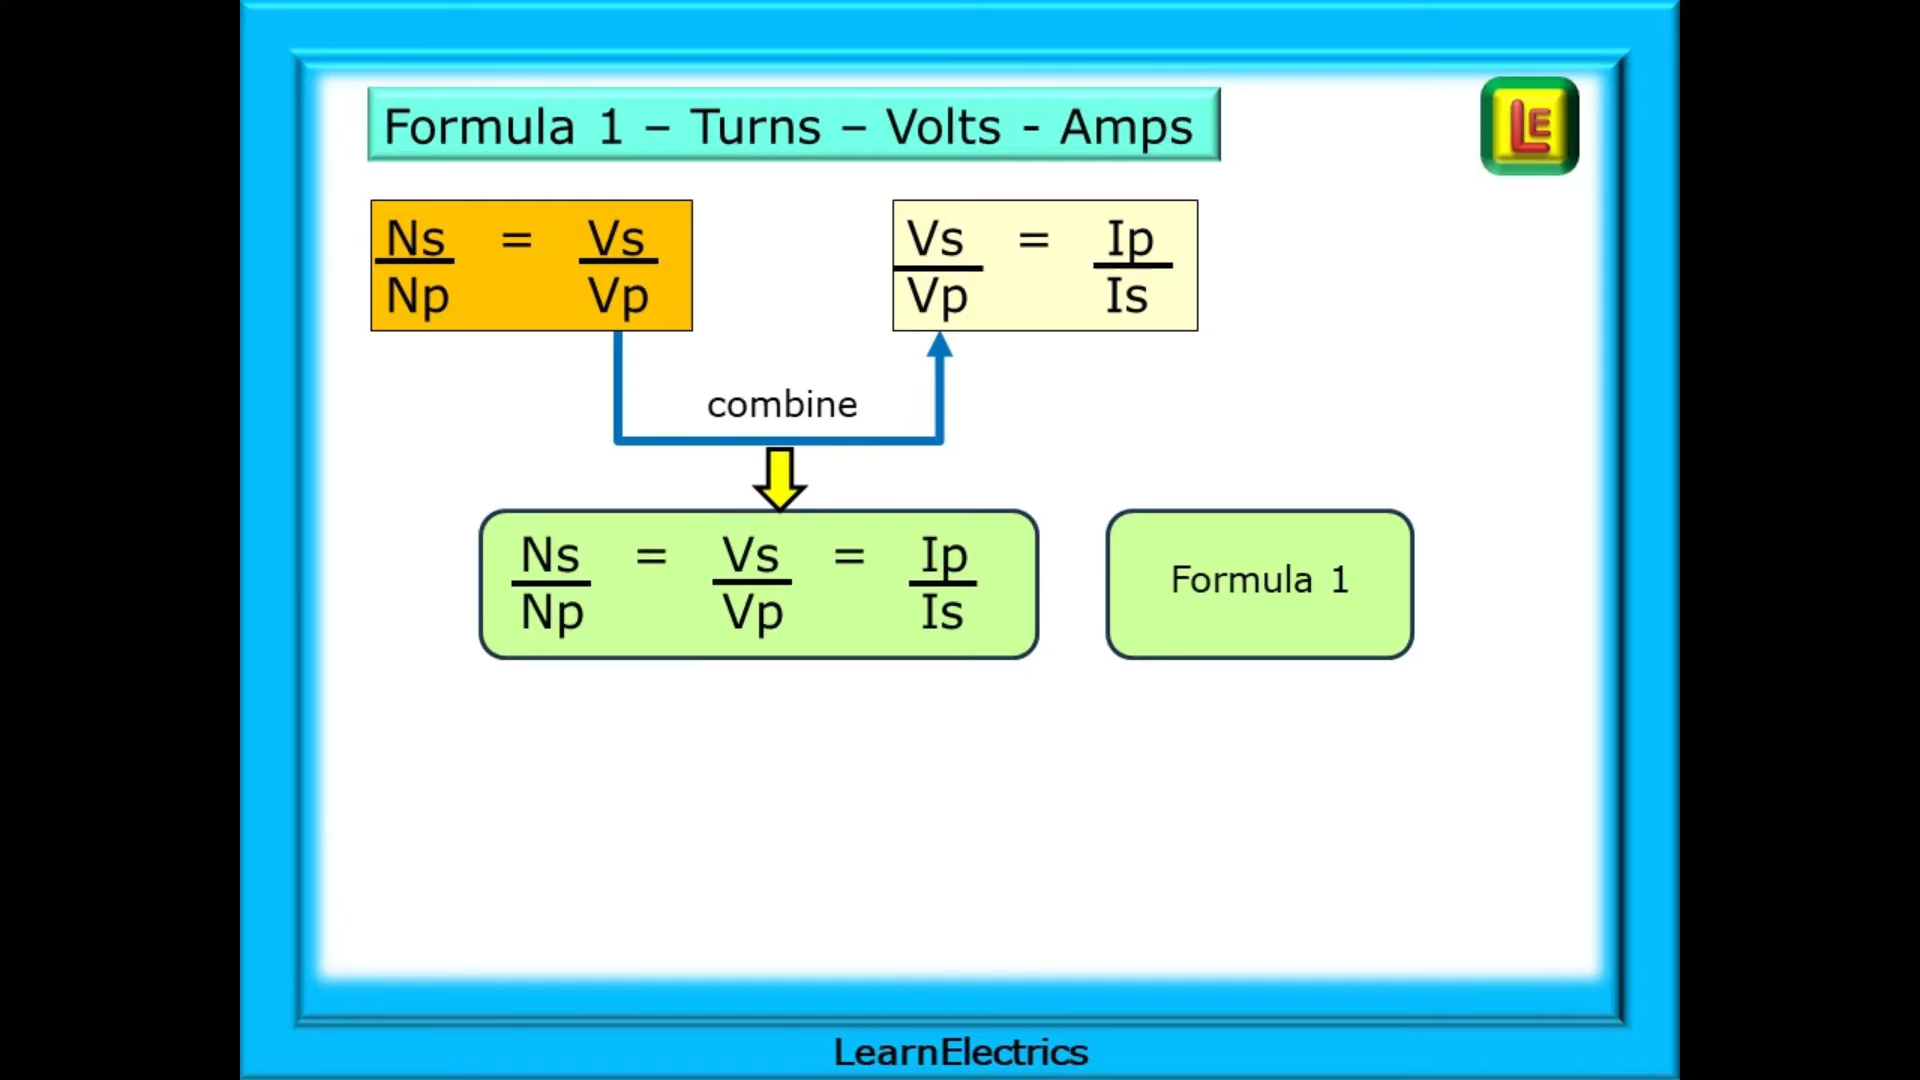 Formula 1 – Turns – Volts - Amps
LE
Ns = Vs
Np Vp
Vs = Ip
Vp Is
combine
Ns = Vs = Ip
Np Vp Is
Formula 1
LearnElectrics